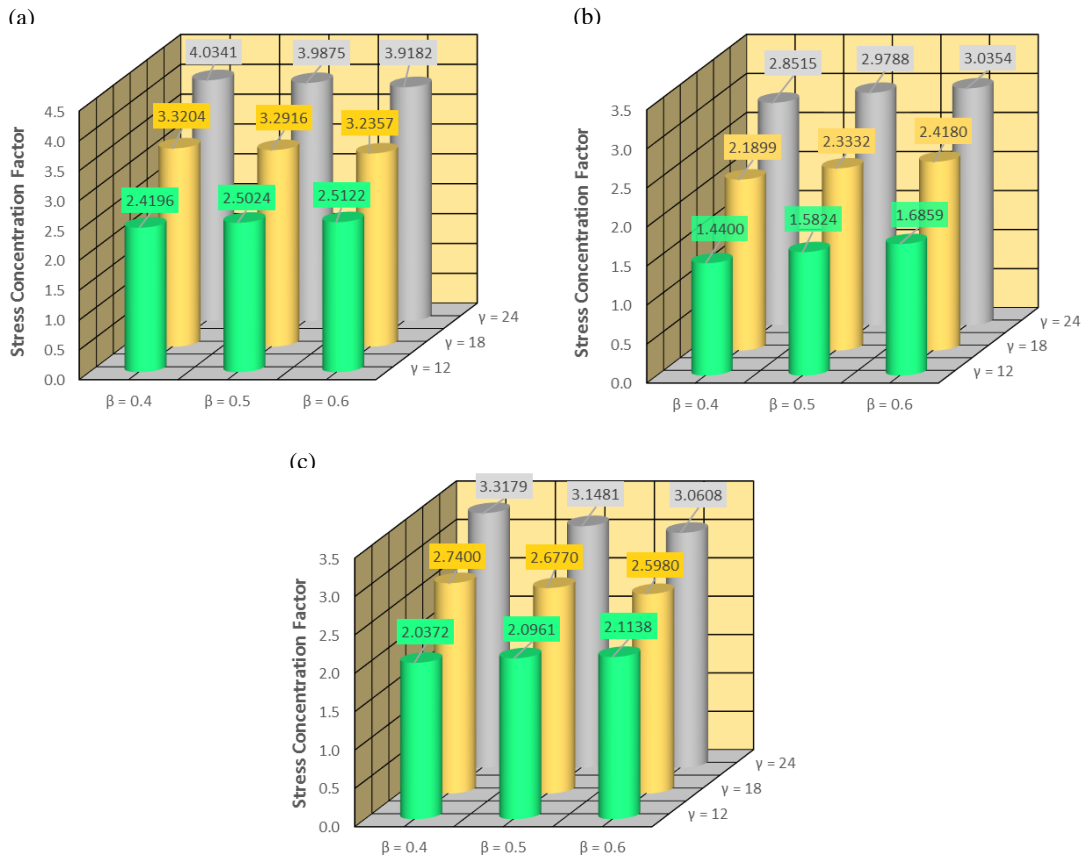 (a)
Stress Concentration Factor
4.5
4.0
3.5
3.0
2.5
2.0
1.5
1.0
0.5
0.0
4.0341 3.9875 3.9182
3.3204 3.2916 3.2357
2.4196 2.5024 2.5122
γ = 24
γ = 18
γ = 12
β = 0.4 β = 0.5 β = 0.6
(b)
Stress Concentration Factor
3.5
3.0
2.5
2.0
1.5
1.0
0.5
0.0
2.8515 2.9788 3.0354
2.1899 2.3332 2.4180
1.4400 1.5824 1.6859
γ = 24
γ = 18
γ = 12
β = 0.4 β = 0.5 β = 0.6
(c)
Stress Concentration Factor
3.5
3.0
2.5
2.0
1.5
1.0
0.5
0.0
3.3179 3.1481 3.0608
2.7400 2.6770 2.5980
2.0372 2.0961 2.1138
γ = 24
γ = 18
γ = 12
β = 0.4 β = 0.5 β = 0.6